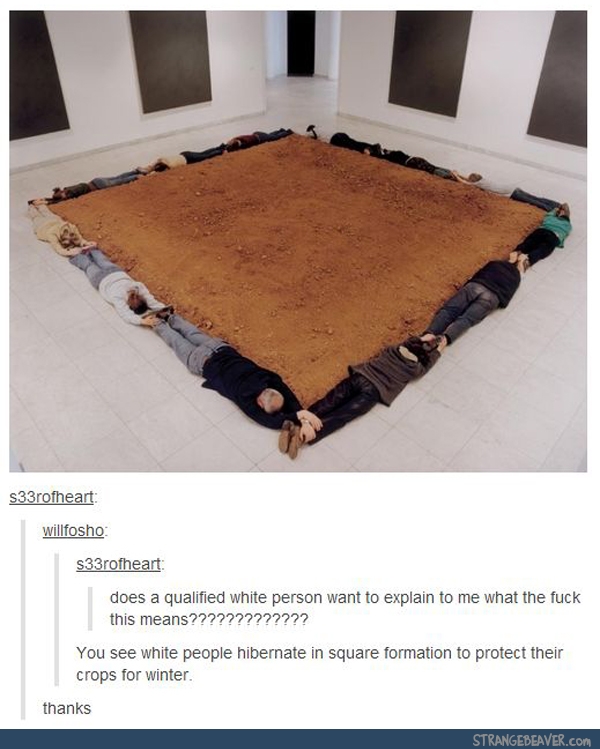 s33rofheart:
willfosho:
s33rofheart:
does a qualified white person want to explain to me what the fuck
this means?????????????
You see white people hibernate in square formation to protect their
crops for winter.
thanks
STRANGEBEAVER.com